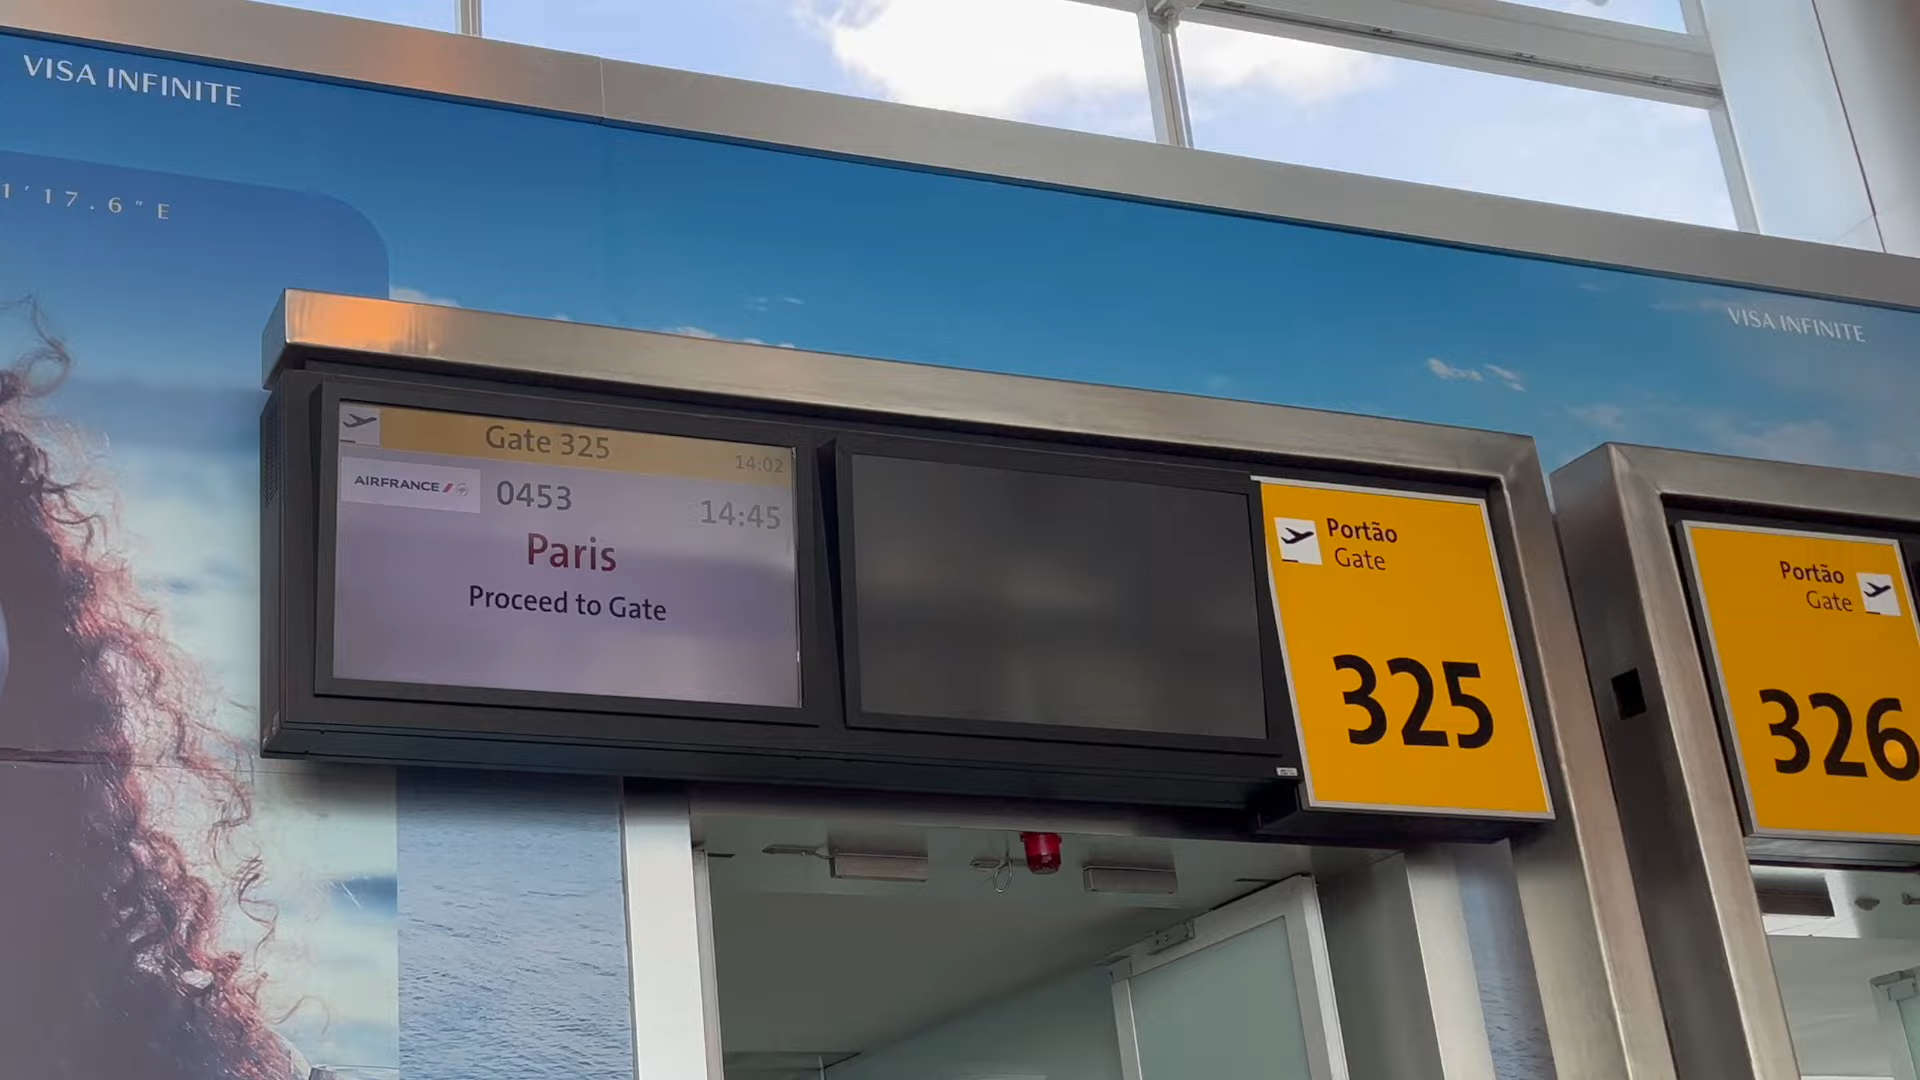 VISA INFINITE
1'17.6"E
VISA INFINITE
Gate 325
14:02
AIRFRANCE
0453
14:45
Paris
Proceed to Gate
Portão
Gate
325
Portão
Gate
326